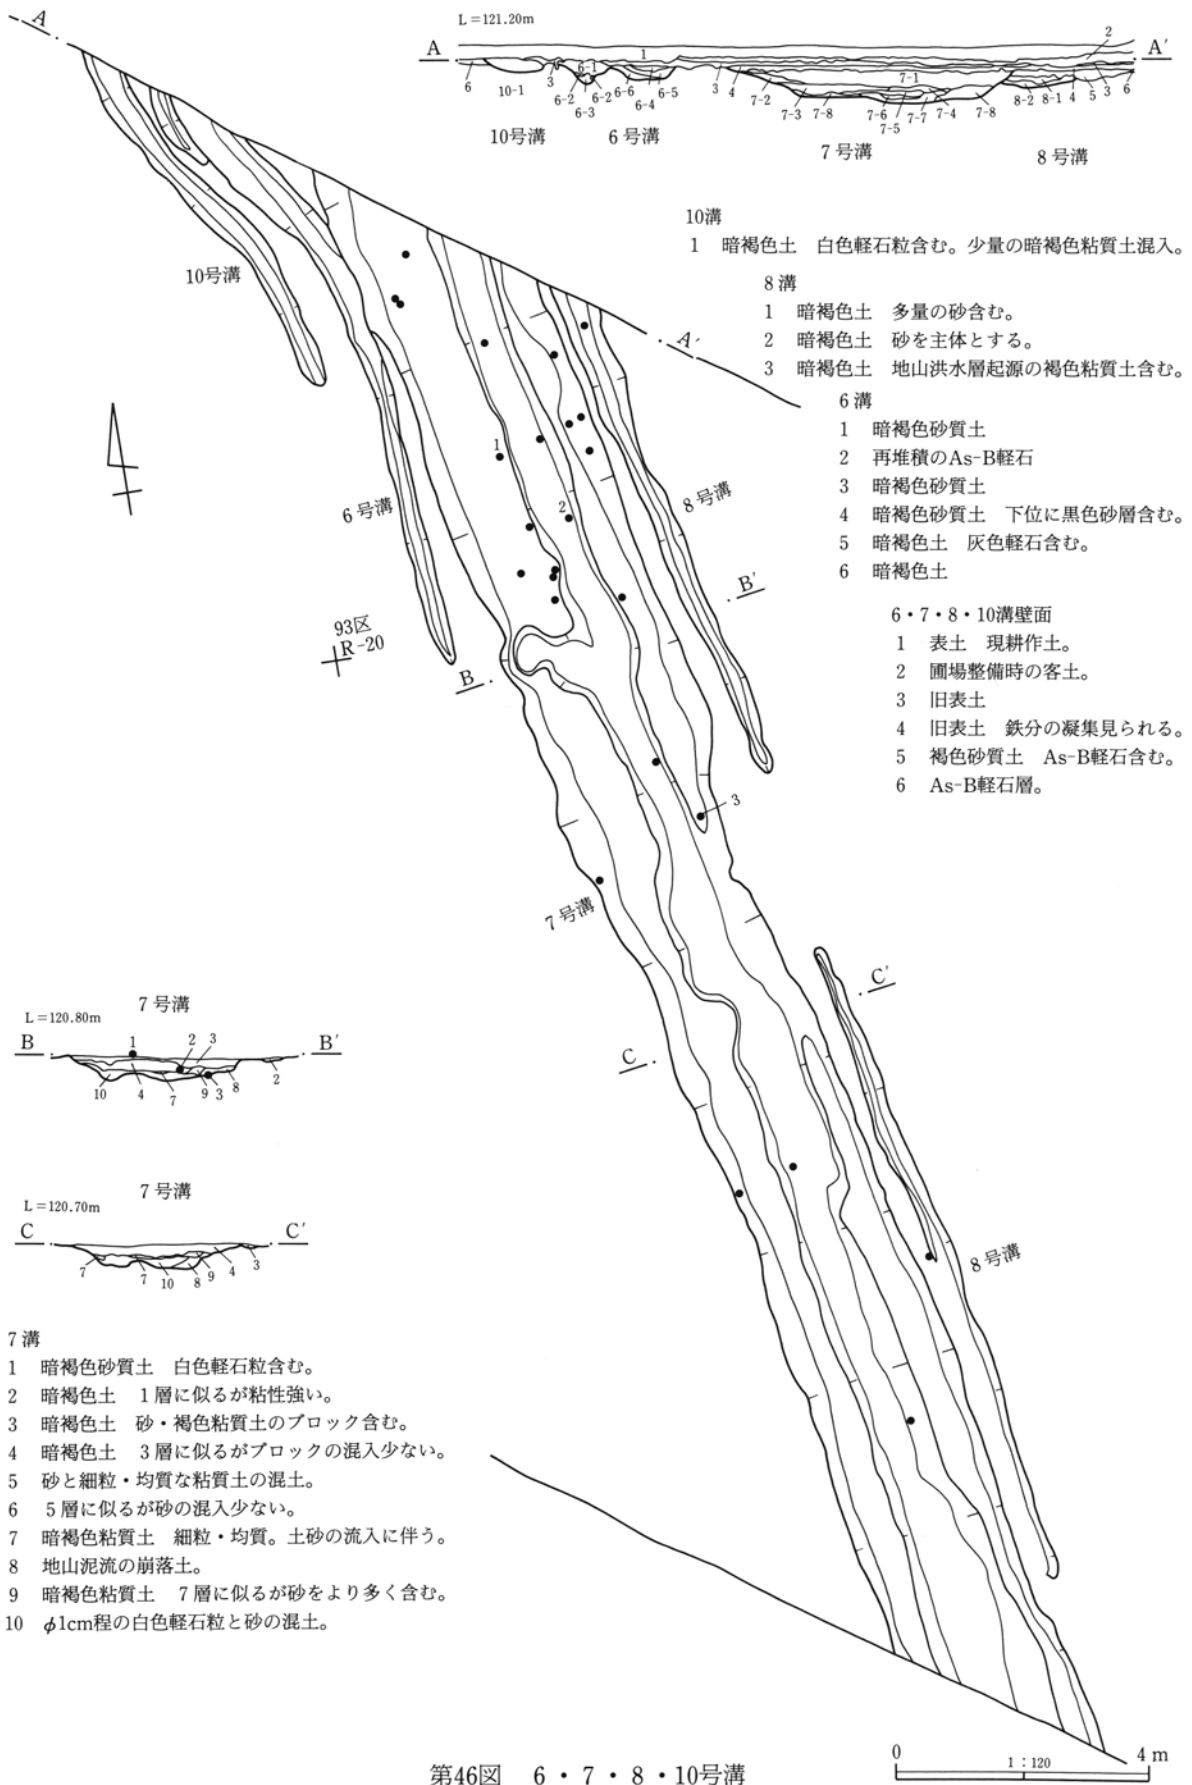 A
L＝121.20m
A
A′
2
1
6-1
7-1
6
10-1
3
6-2
6-2
6-6
6-5
6-3
6-4
3
4
7-2
7-3
7-8
7-6
7-7
7-4
7-8
7-5
8-2
8-1
4
5
3
6
10号溝
6号溝
7号溝
8号溝
10溝
1　暗褐色土　白色軽石粒含む。少量の暗褐色粘質土混入。
8溝
1　暗褐色土　多量の砂含む。
2　暗褐色土　砂を主体とする。
3　暗褐色土　地山洪水層起源の褐色粘質土含む。
6溝
1　暗褐色砂質土
2　再堆積のAs-B軽石
3　暗褐色砂質土
4　暗褐色砂質土　下位に黒色砂層含む。
5　暗褐色土　灰色軽石含む。
6　暗褐色土
6・7・8・10溝壁面
1　表土　現耕作土。
2　圃場整備時の客土。
3　旧表土
4　旧表土　鉄分の凝集見られる。
5　褐色砂質土　As-B軽石含む。
6　As-B軽石層。
10号溝
A′
1
6号溝
8号溝
2
B′
93区
R-20
B
3
7号溝
C′
C
8号溝
7号溝
L＝120.80m
B
B′
1
2
3
10
4
7
9
3
8
2
7号溝
L＝120.70m
C
C′
7
7
10
8
9
4
3
7溝
1　暗褐色砂質土　白色軽石粒含む。
2　暗褐色土　1層に似るが粘性強い。
3　暗褐色土　砂・褐色粘質土のブロック含む。
4　暗褐色土　3層に似るがブロックの混入少ない。
5　砂と細粒・均質な粘質土の混土。
6　5層に似るが砂の混入少ない。
7　暗褐色粘質土　細粒・均質。土砂の流入に伴う。
8　地山泥流の崩落土。
9　暗褐色粘質土　7層に似るが砂をより多く含む。
10　φ1cm程の白色軽石粒と砂の混土。
0
1：120
4m
第46図　6・7・8・10号溝